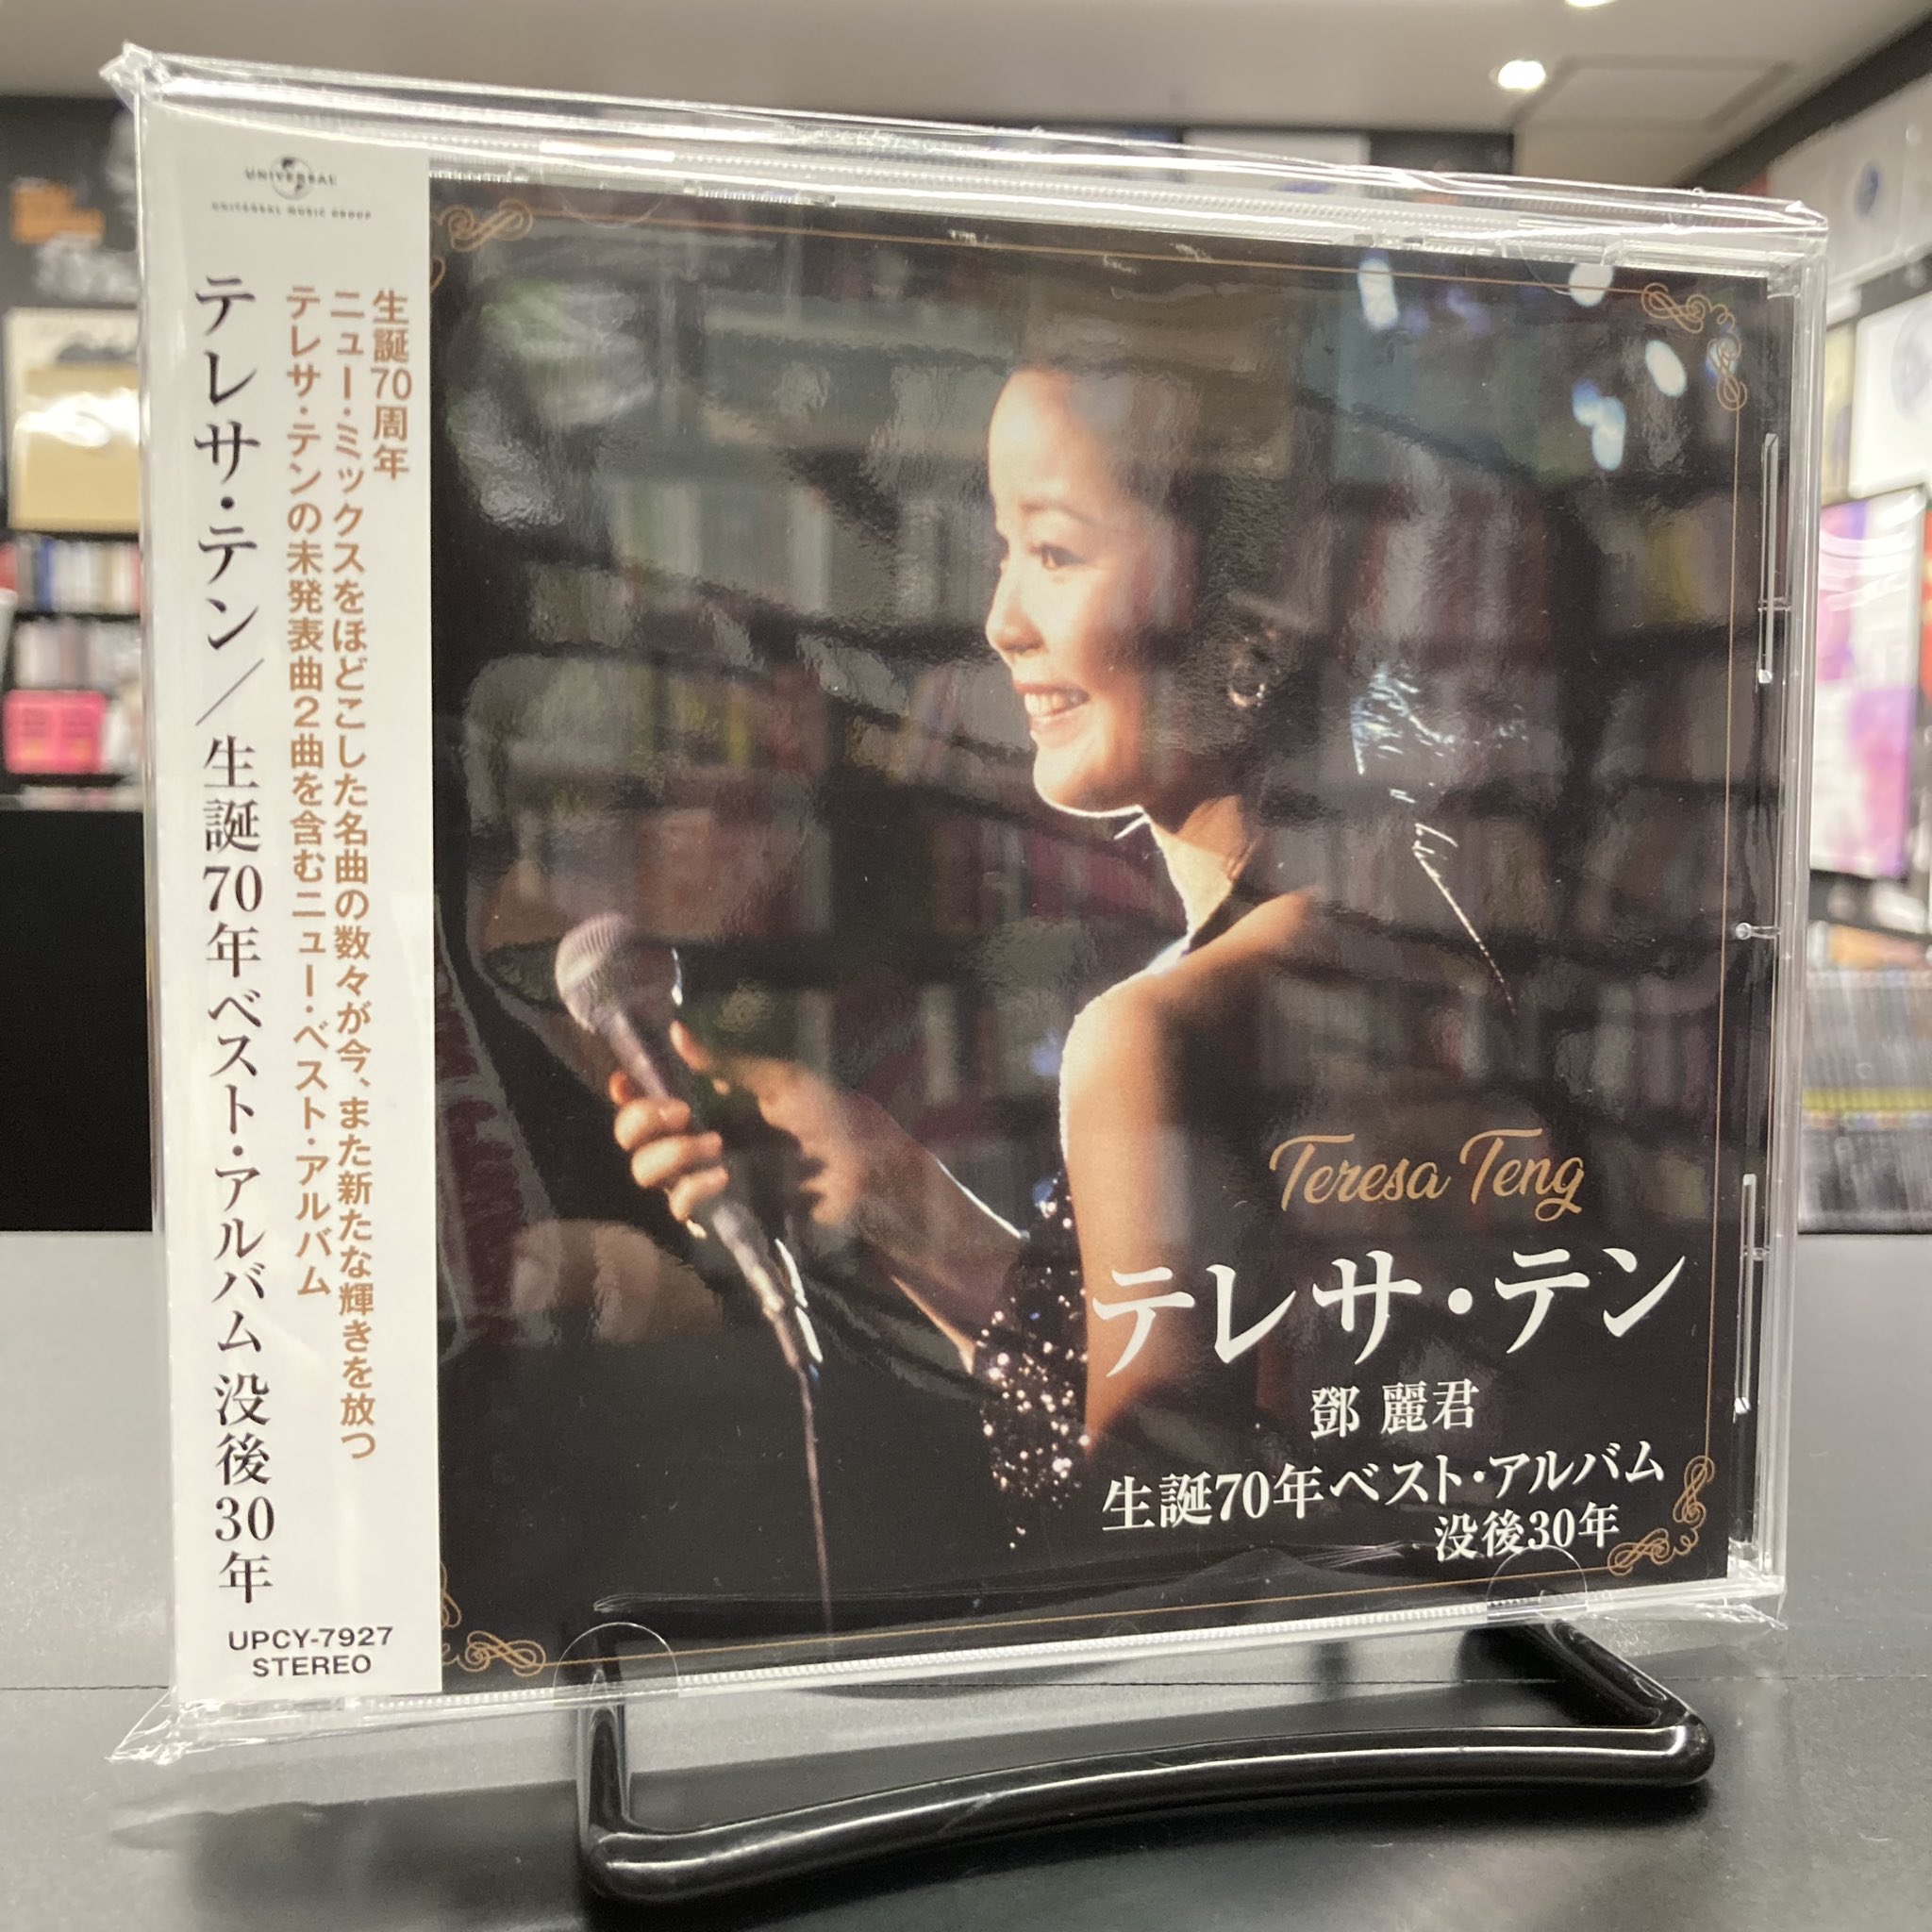 UNIVERSAL
UNIVERSAL MUSIC GROUP
生誕70周年
ニュー・ミックスをほどこした名曲の数々が今、また新たな輝きを放つ
テレサ・テンの未発表曲2曲を含むニュー・ベスト・アルバム
テレサ・テン／生誕70年ベスト・アルバム 没後30年
UPCY-7927
STEREO
Teresa Teng
テレサ・テン
鄧 麗君
生誕70年ベスト・アルバム
没後30年